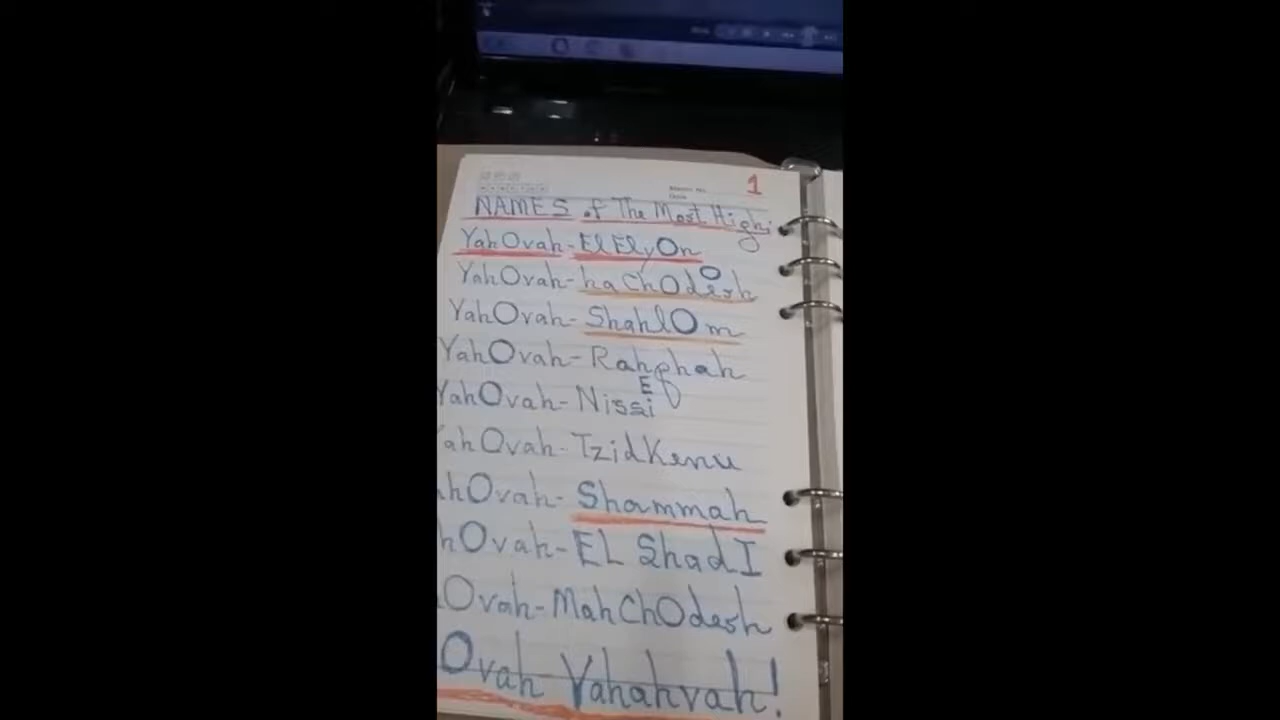 1
NAMES of The Most High;
YahOvah-El ElyOn
YahOvah-haChOdesh
YahOvah-ShahlOm
YahOvah-Rahphah
YahOvah-Nissi
E
YahOvah-TzidKenu
hOvah-Shammah
hOvah-EL ShadI
Ovah-MahChOdesh
Ovah Vahahvah!